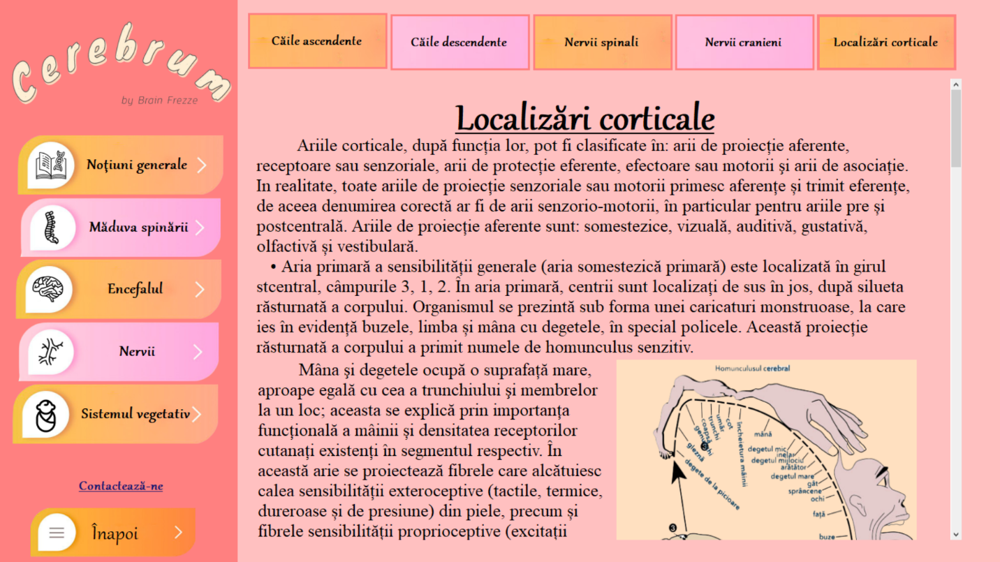 Cerebrum
by Brain Frezze
Noțiuni generale
Măduva spinării
Encefalul
Nervii
Sistemul vegetativ
Contactează-ne
Înapoi
Căile ascendente
Căile descendente
Nervii spinali
Nervii cranieni
Localizări corticale
Localizări corticale
Ariile corticale, după funcția lor, pot fi clasificate în: arii de proiecție aferente,
receptoare sau senzoriale, arii de protecție eferente, efectoare sau motorii şi arii de asociație.
In realitate, toate ariile de proiecție senzoriale sau motorii primesc aferențe și trimit eferențe,
de aceea denumirea corectă ar fi de arii senzorio-motorii, în particular pentru ariile pre și
postcentrală. Ariile de proiecție aferente sunt: somestezice, vizuală, auditivă, gustativă,
olfactivă și vestibulară.
• Aria primară a sensibilității generale (aria somestezică primară) este localizată în girul
stcentral, câmpurile 3, 1, 2. În aria primară, centrii sunt localizați de sus în jos, după silueta
răsturnată a corpului. Organismul se prezintă sub forma unei caricaturi monstruoase, la care
ies în evidență buzele, limba și mâna cu degetele, în special policele. Această proiecție
răsturnată a corpului a primit numele de homunculus senzitiv.
Mâna şi degetele ocupă o suprafață mare,
aproape egală cu cea a trunchiului şi membrelor
la un loc; aceasta se explică prin importanța
funcțională a mâinii și densitatea receptorilor
cutanați existenți în segmentul respectiv. În
această arie se proiectează fibrele care alcătuiesc
calea sensibilității exteroceptive (tactile, termice,
dureroase și de presiune) din piele, precum și
fibrele sensibilității proprioceptive (excitații
Homunculusul cerebral
degete de la picioare
gleznă
genunchi
coapsă
trunchi
umăr
cot
încheietura mâinii
mână
degetul mic
inelar
degetul mijlociu
arătător
degetul mare
gât
sprâncene
ochi
față
buze
3
3